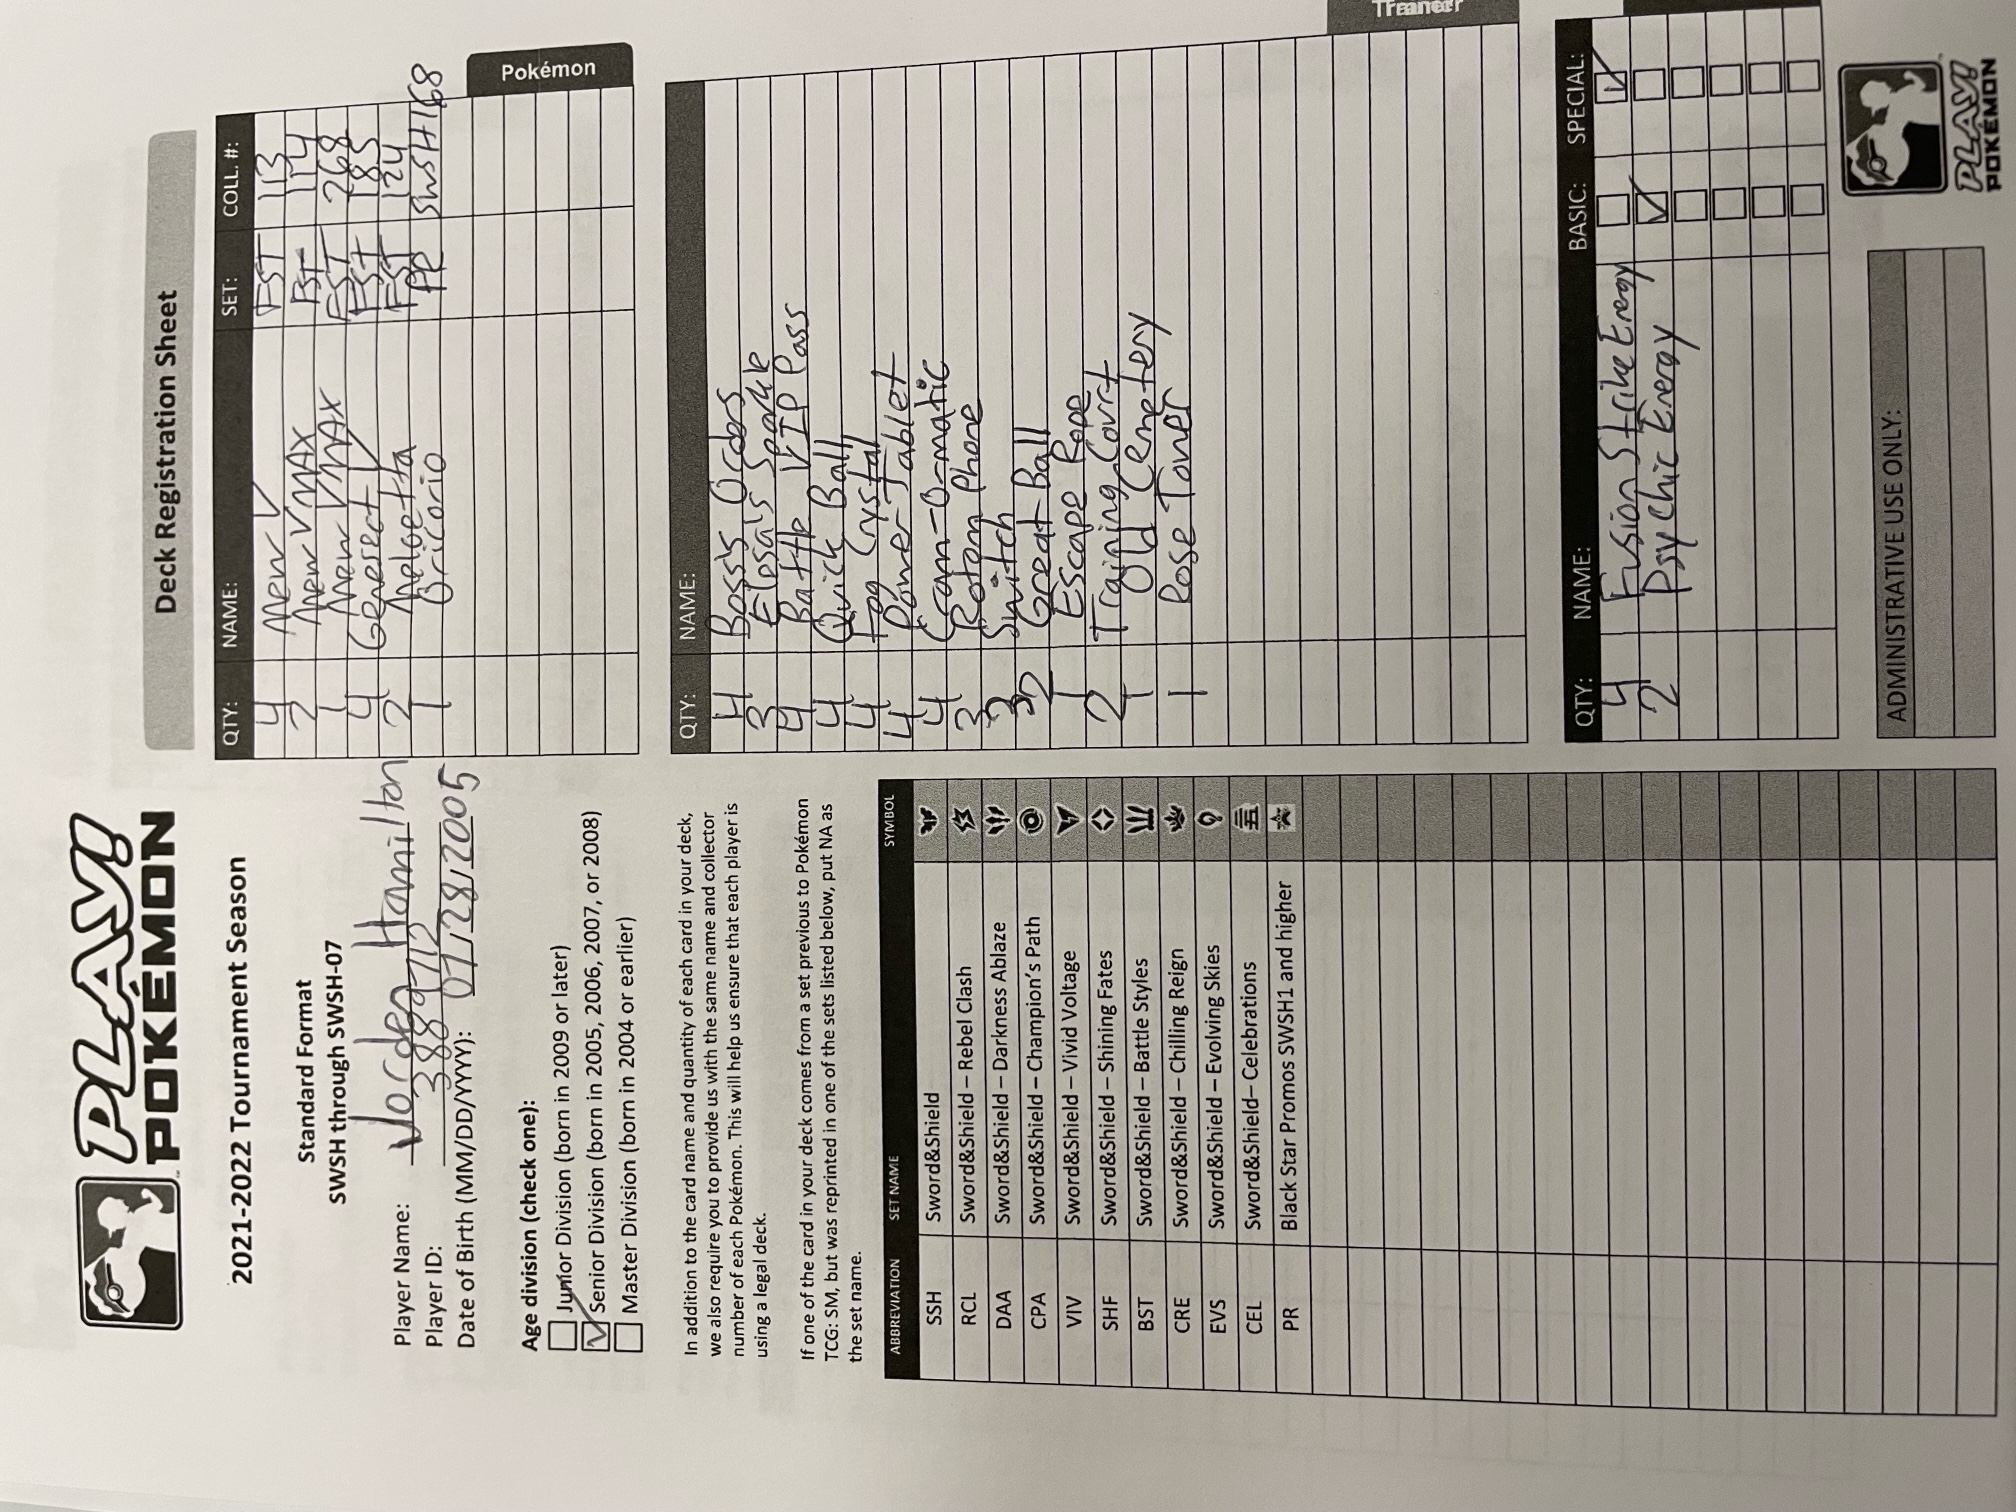 PLAY!
POKÉMON
2021-2022 Tournament Season
Standard Format
SWSH through SWSH-07
Player Name: Jorden Hamilton
Player ID: 3889712
Date of Birth (MM/DD/YYYY): 07/28/2005
Age division (check one):
Junior Division (born in 2009 or later)
Senior Division (born in 2005, 2006, 2007, or 2008)
Master Division (born in 2004 or earlier)
In addition to the card name and quantity of each card in your deck,
we also require you to provide us with the same name and collector
number of each Pokémon. This will help us ensure that each player is
using a legal deck.
If one of the card in your deck comes from a set previous to Pokémon
TCG: SM, but was reprinted in one of the sets listed below, put NA as
the set name.
ABBREVIATION SET NAME SYMBOL
SSH Sword&Shield
RCL Sword&Shield – Rebel Clash
DAA Sword&Shield – Darkness Ablaze
CPA Sword&Shield – Champion's Path
VIV Sword&Shield – Vivid Voltage
SHF Sword&Shield – Shining Fates
BST Sword&Shield – Battle Styles
CRE Sword&Shield – Chilling Reign
EVS Sword&Shield – Evolving Skies
CEL Sword&Shield– Celebrations
PR Black Star Promos SWSH1 and higher
Deck Registration Sheet
QTY: NAME: SET: COLL. #:
4 Mew V FST 113
2 Mew VMAX FST 114
1 Mew VMAX FST 268
4 Genesect V FST 185
2 Meloetta FST 124
1 Oricorio PR SWSH168
Pokémon
QTY: NAME:
4 Boss's Orders
3 Elesa's Sparkle
4 Battle VIP Pass
4 Quick Ball
4 Fog Crystal
4 Power Tablet
4 Cram-O-matic
3 Rotom Phone
3 Switch
2 Great Ball
1 Escape Rope
2 Training Court
1 Old Cemetery
1 Rose Tower
Trainer
QTY: NAME: BASIC: SPECIAL:
4 Fusion Strike Energy
2 Psychic Energy
ADMINISTRATIVE USE ONLY:
PLAY!
POKÉMON